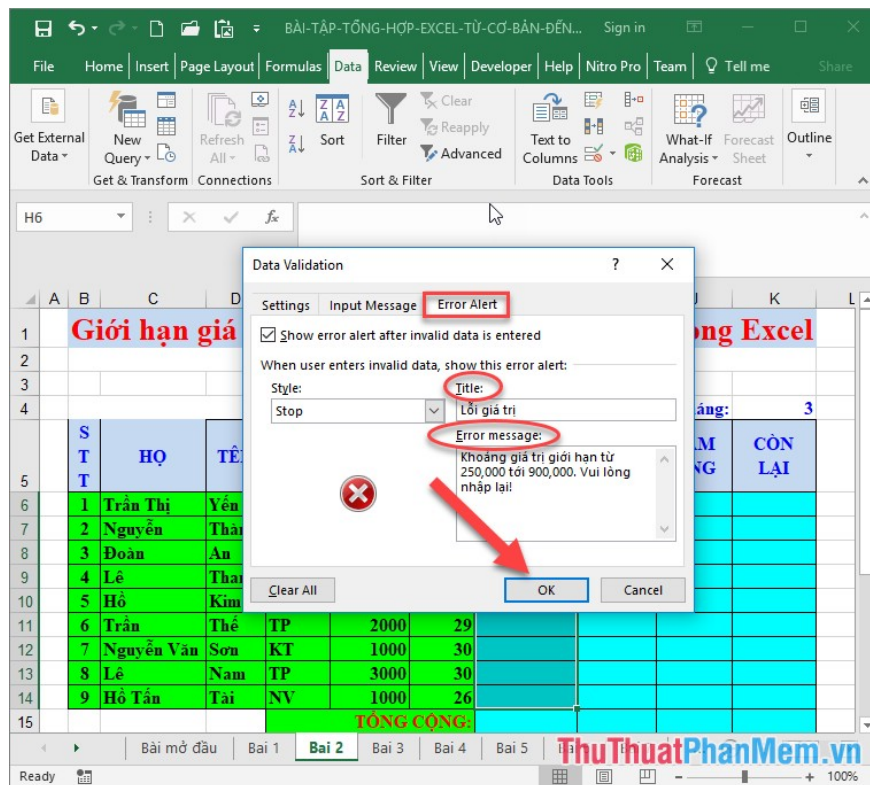 BÀI-TẬP-TỔNG-HỢP-EXCEL-TỪ-CƠ-BẢN-ĐẾN... Sign in
File Home Insert Page Layout Formulas Data Review View Developer Help Nitro Pro Team Tell me Share
Get External Data
New Query
Refresh All
Sort
Filter
Clear
Reapply
Advanced
Text to Columns
What-If Analysis
Forecast Sheet
Outline
Get & Transform Connections Sort & Filter Data Tools Forecast
H6 fx
Data Validation ? ×
A B C D J K L
Settings Input Message Error Alert
Show error alert after invalid data is entered
When user enters invalid data, show this error alert:
Style: Title:
Stop Lỗi giá trị
Error message:
Khoảng giá trị giới hạn từ
250,000 tới 900,000. Vui lòng
nhập lại!
Clear All OK Cancel
1 Giới hạn giá Excel
2
3
4 3
5 STT HỌ CÒN LẠI
6 1 Trần Thị Yến
7 2 Nguyễn
8 3 Đoàn An
9 4 Lê
10 5 Hồ Kim
11 6 Trần Thế TP 2000 29
12 7 Nguyễn Văn Sơn KT 1000 30
13 8 Lê Nam TP 3000 30
14 9 Hồ Tấn Tài NV 1000 26
15 TỔNG CỘNG:
Bài mở đầu Bai 1 Bai 2 Bai 3 Bai 4 Bai 5
ThuThuatPhanMem.vn
Ready 100%